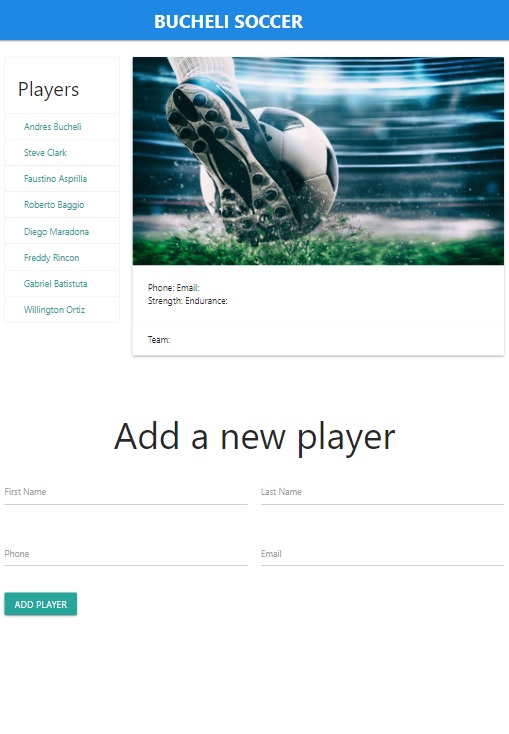 BUCHELI SOCCER
Players
Andres Bucheli
Steve Clark
Faustino Asprilla
Roberto Baggio
Diego Maradona
Freddy Rincon
Gabriel Batistuta
Willington Ortiz
Phone: Email:
Strength: Endurance:
Team:
Add a new player
First Name
Last Name
Phone
Email
ADD PLAYER